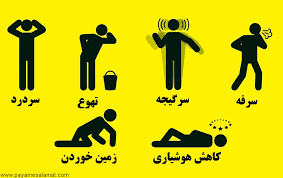 سرفه
سرگیجه
تهوع
سردرد
کاهش هوشیاری
زمین خوردن
www.payamesalamat.com